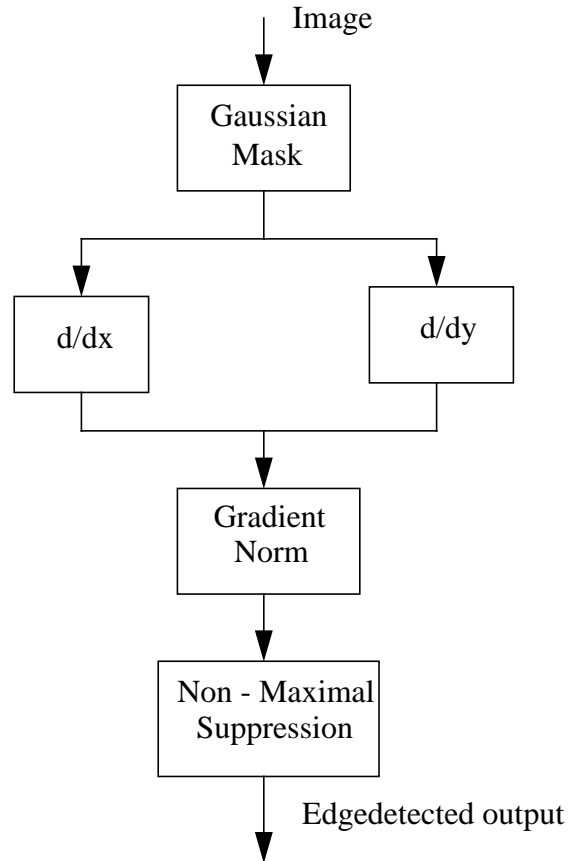 Image
Gaussian
Mask
d/dx
d/dy
Gradient
Norm
Non - Maximal
Suppression
Edgedetected output